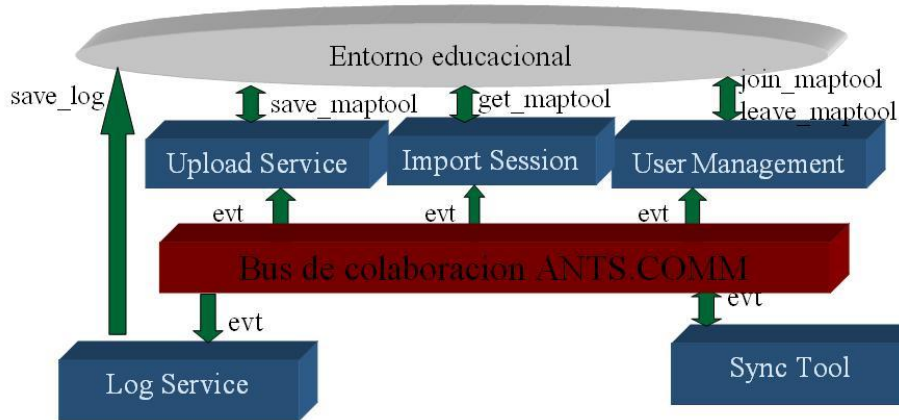 Entorno educacional
save_log
save_maptool
get_maptool
join_maptool
leave_maptool
Upload Service
Import Session
User Management
evt
evt
evt
Bus de colaboracion ANTS.COMM
evt
evt
Log Service
Sync Tool